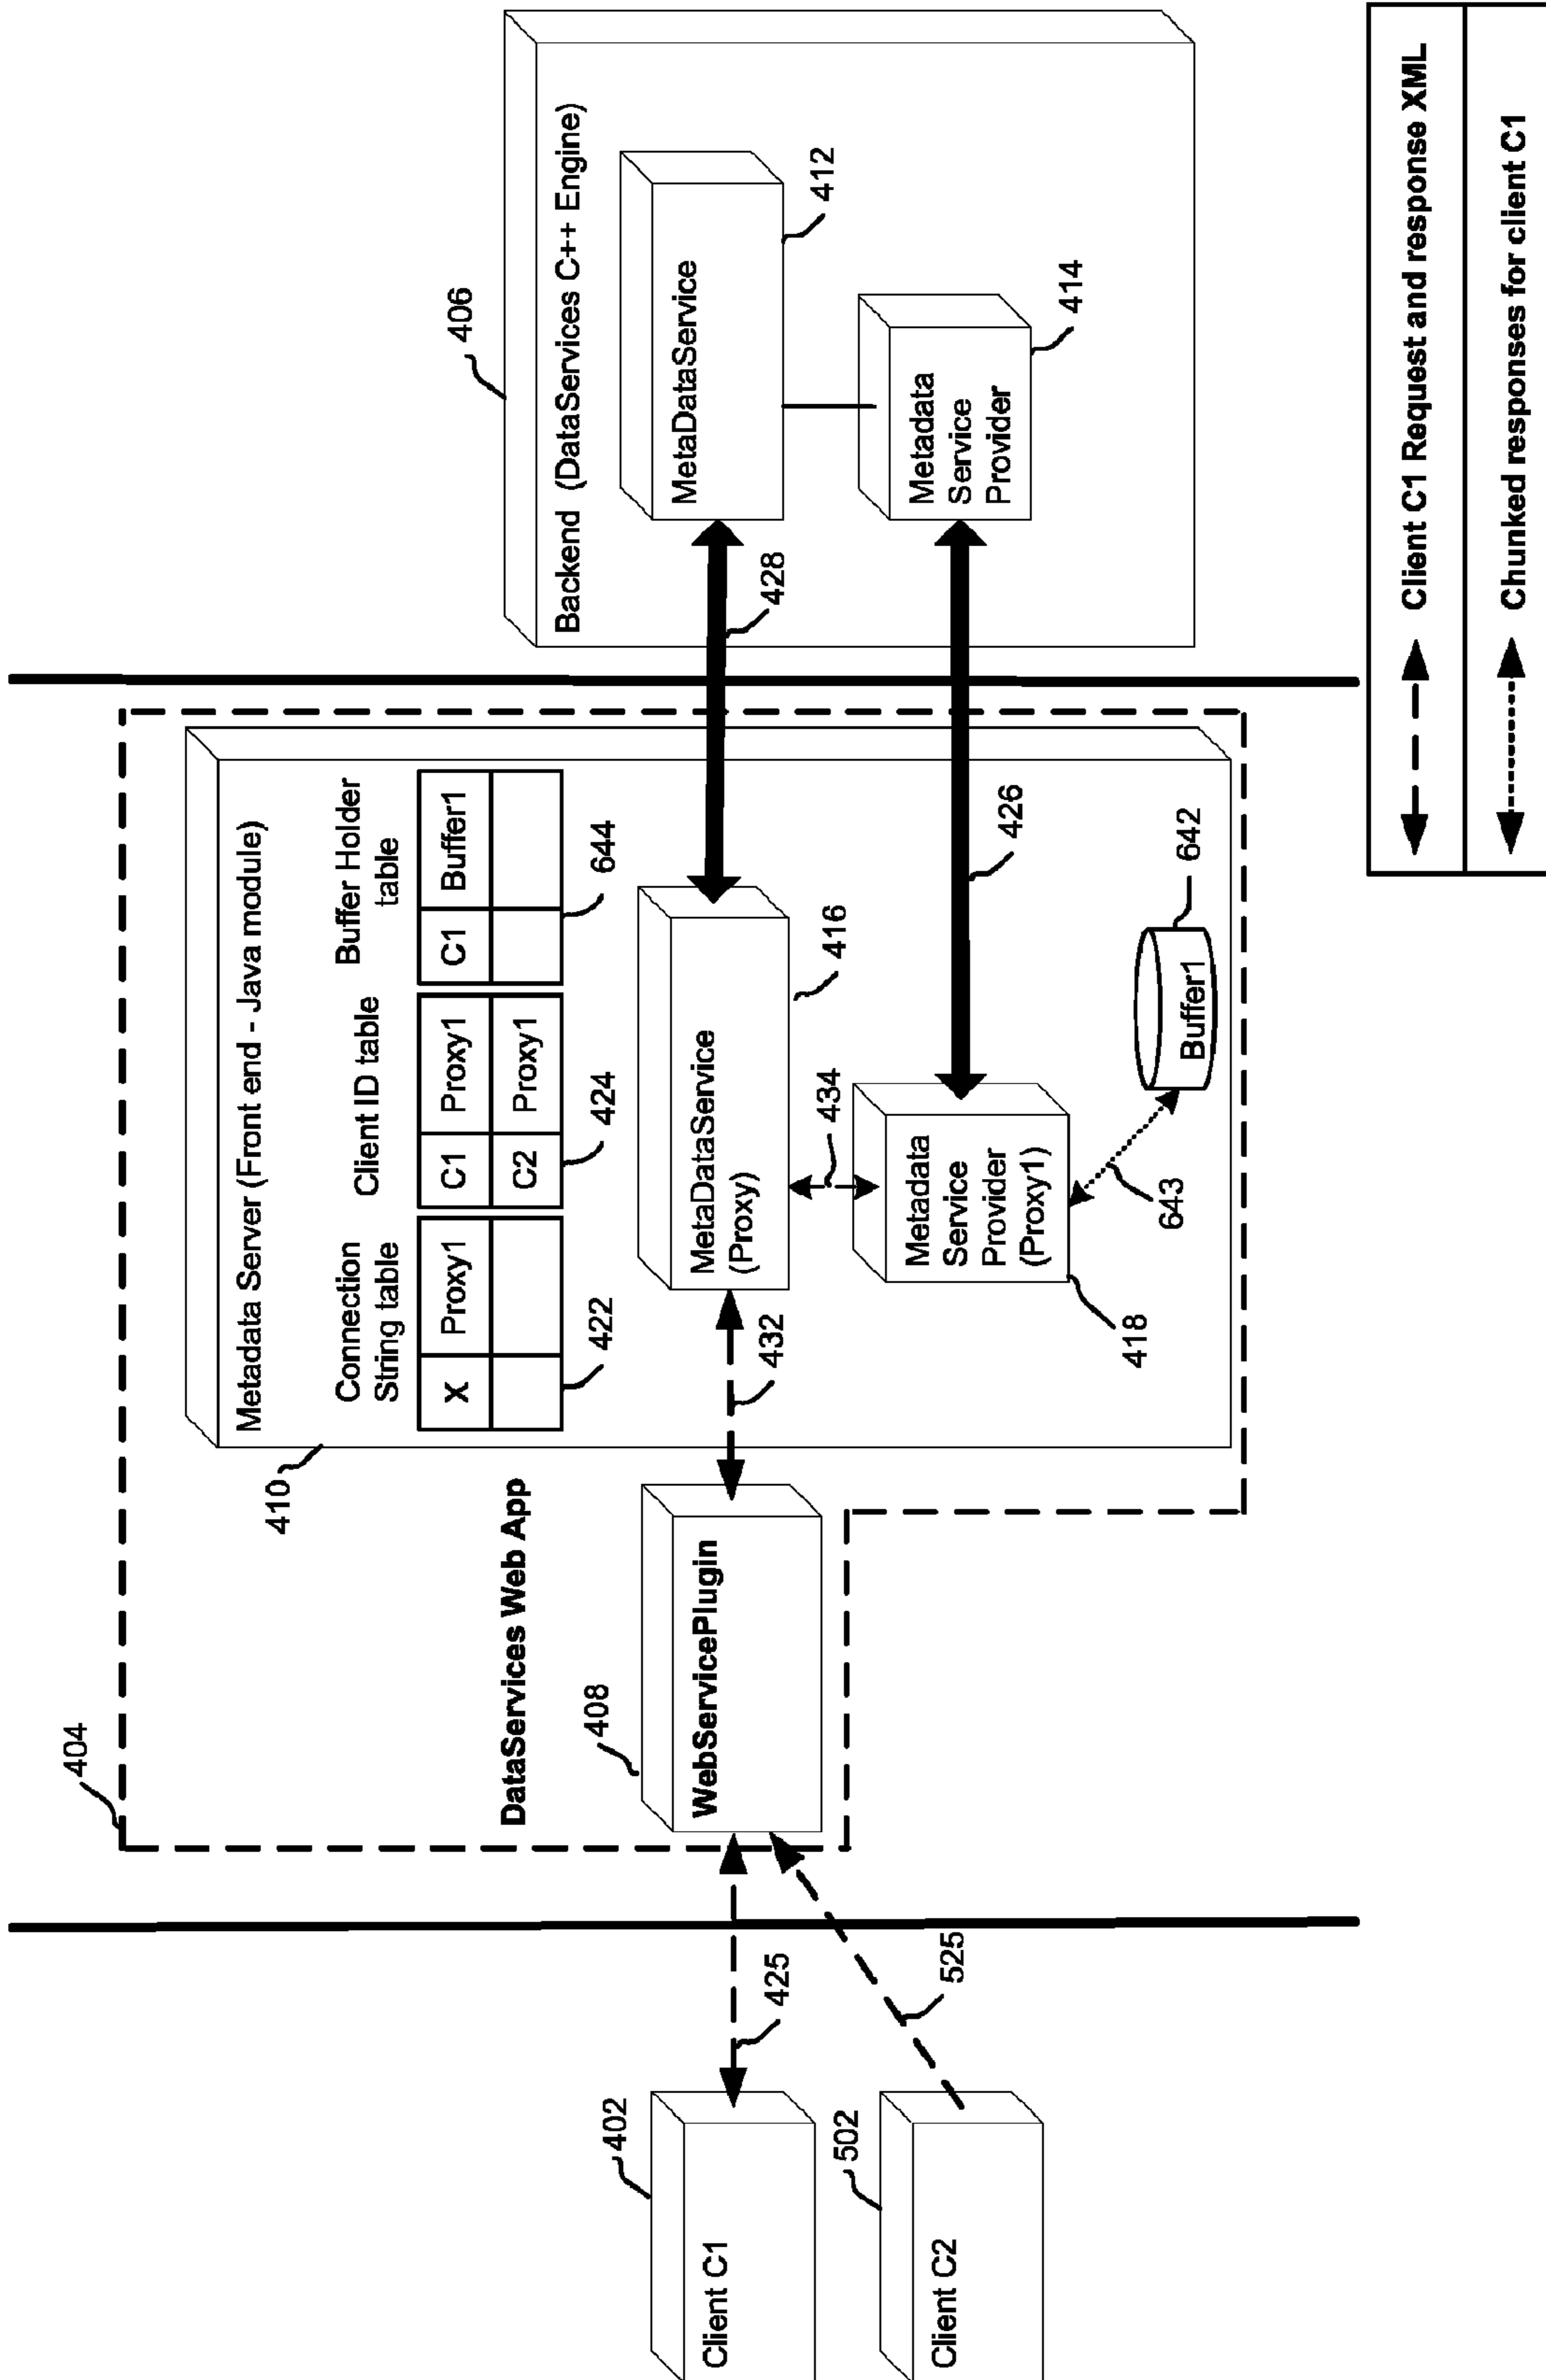 404
DataServices Web App
410
Metadata Server (Front end - Java module)
Connection
String table
X
Proxy1
422
Client ID table
C1
Proxy1
C2
Proxy1
424
Buffer Holder
table
C1
Buffer1
644
406
Backend (DataServices C++ Engine)
MetaDataService
412
Metadata
Service
Provider
414
428
426
MetaDataService
(Proxy)
416
434
Metadata
Service
Provider
(Proxy1)
418
643
Buffer1
642
432
408
WebServicePlugin
425
525
402
Client C1
502
Client C2
Client C1 Request and response XML
Chunked responses for client C1